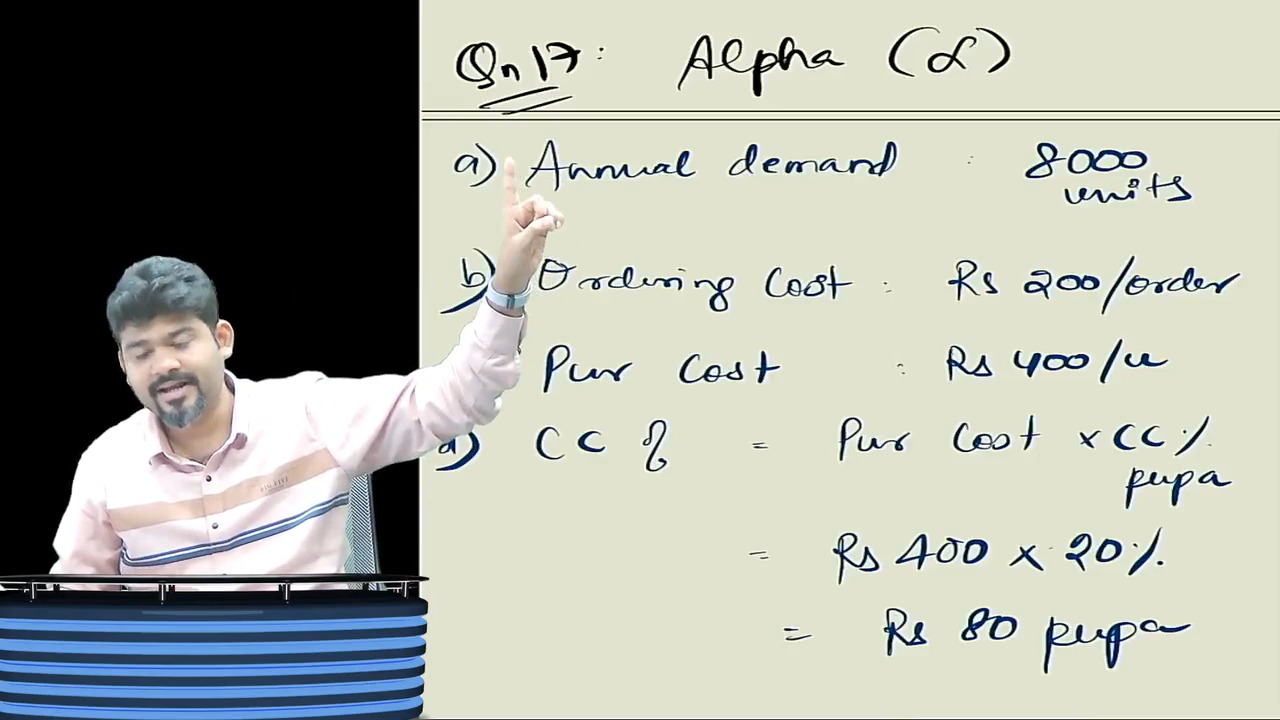 Qn 17: Alpha (α)
a) Annual demand : 8000 units
b) Ordering Cost : Rs 200/order
Pur Cost : Rs 400/u
d) CC = Pur Cost × CC% pupa
= Rs 400 × 20%
= Rs 80 pupa